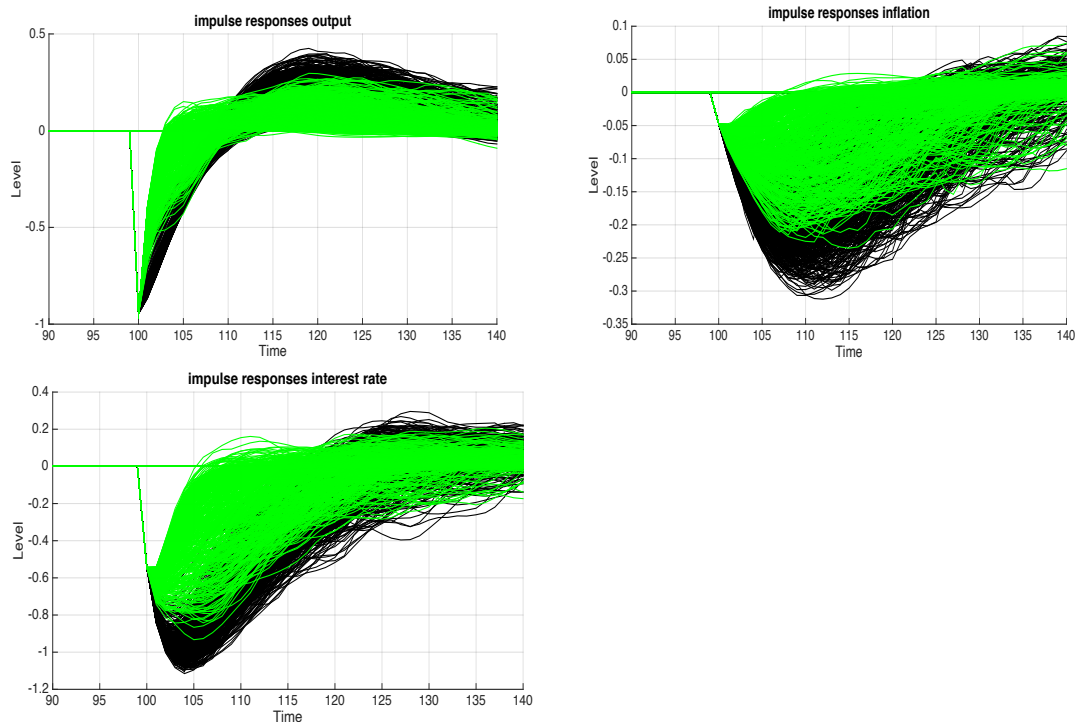 impulse responses output
0.5
0
-0.5
-1
Level
90 95 100 105 110 115 120 125 130 135 140
Time
impulse responses inflation
0.1
0.05
0
-0.05
-0.1
-0.15
-0.2
-0.25
-0.3
-0.35
Level
90 95 100 105 110 115 120 125 130 135 140
Time
impulse responses interest rate
0.4
0.2
0
-0.2
-0.4
-0.6
-0.8
-1
-1.2
Level
90 95 100 105 110 115 120 125 130 135 140
Time